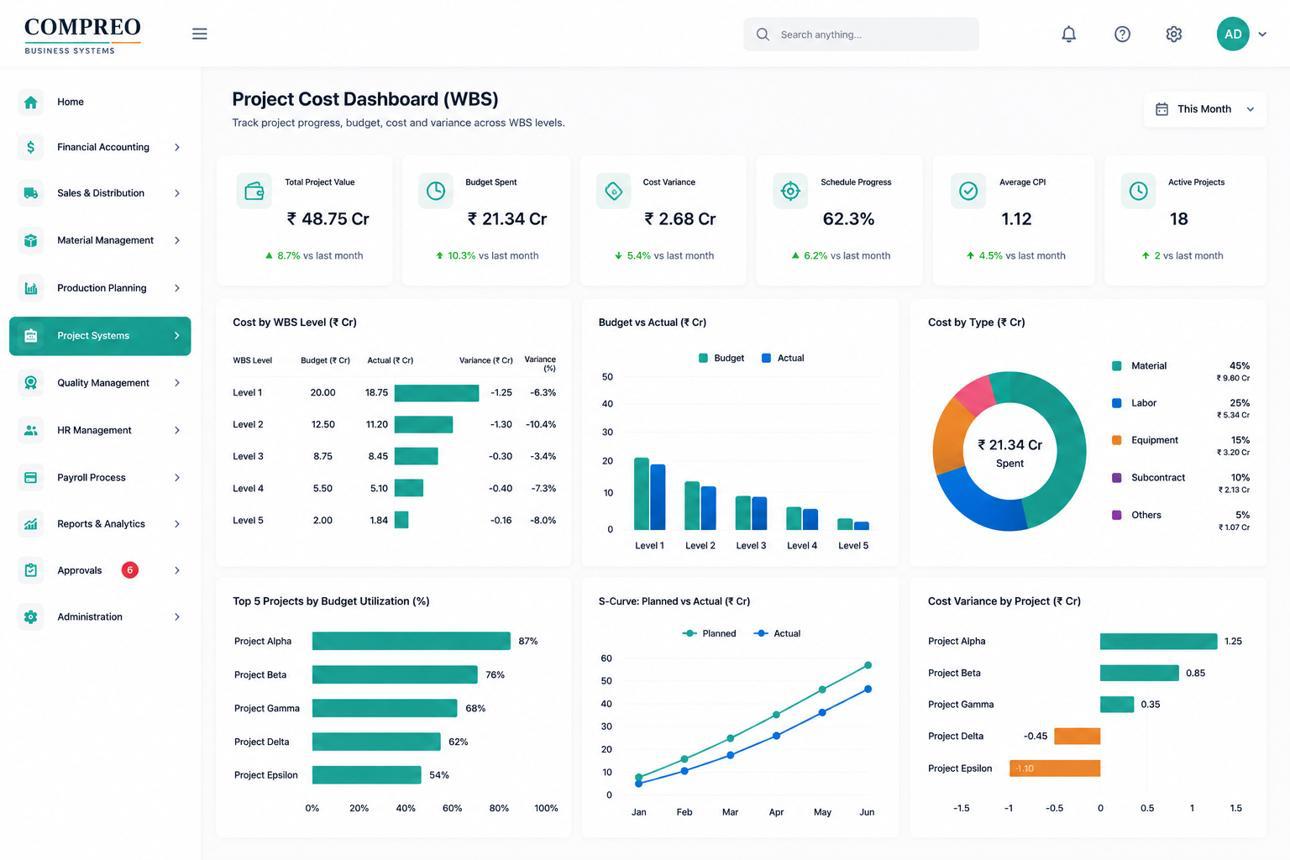 COMPREO
BUSINESS SYSTEMS
Search anything...
AD
Home
Financial Accounting
Sales & Distribution
Material Management
Production Planning
Project Systems
Quality Management
HR Management
Payroll Process
Reports & Analytics
Approvals 6
Administration
Project Cost Dashboard (WBS)
Track project progress, budget, cost and variance across WBS levels.
This Month
Total Project Value
₹ 48.75 Cr
8.7% vs last month
Budget Spent
₹ 21.34 Cr
10.3% vs last month
Cost Variance
₹ 2.68 Cr
5.4% vs last month
Schedule Progress
62.3%
6.2% vs last month
Average CPI
1.12
4.5% vs last month
Active Projects
18
2 vs last month
Cost by WBS Level (₹ Cr)
WBS Level Budget (₹ Cr) Actual (₹ Cr) Variance (₹ Cr) Variance (%)
Level 1 20.00 18.75 -1.25 -6.3%
Level 2 12.50 11.20 -1.30 -10.4%
Level 3 8.75 8.45 -0.30 -3.4%
Level 4 5.50 5.10 -0.40 -7.3%
Level 5 2.00 1.84 -0.16 -8.0%
Budget vs Actual (₹ Cr)
Budget Actual
50
40
30
20
10
0
Level 1 Level 2 Level 3 Level 4 Level 5
Cost by Type (₹ Cr)
₹ 21.34 Cr
Spent
Material 45%
₹ 9.60 Cr
Labor 25%
₹ 5.34 Cr
Equipment 15%
₹ 3.20 Cr
Subcontract 10%
₹ 2.13 Cr
Others 5%
₹ 1.07 Cr
Top 5 Projects by Budget Utilization (%)
Project Alpha 87%
Project Beta 76%
Project Gamma 68%
Project Delta 62%
Project Epsilon 54%
0% 20% 40% 60% 80% 100%
S-Curve: Planned vs Actual (₹ Cr)
Planned Actual
60
50
40
30
20
10
0
Jan Feb Mar Apr May Jun
Cost Variance by Project (₹ Cr)
Project Alpha 1.25
Project Beta 0.85
Project Gamma 0.35
Project Delta -0.45
Project Epsilon -1.10
-1.5 -1 -0.5 0 0.5 1 1.5